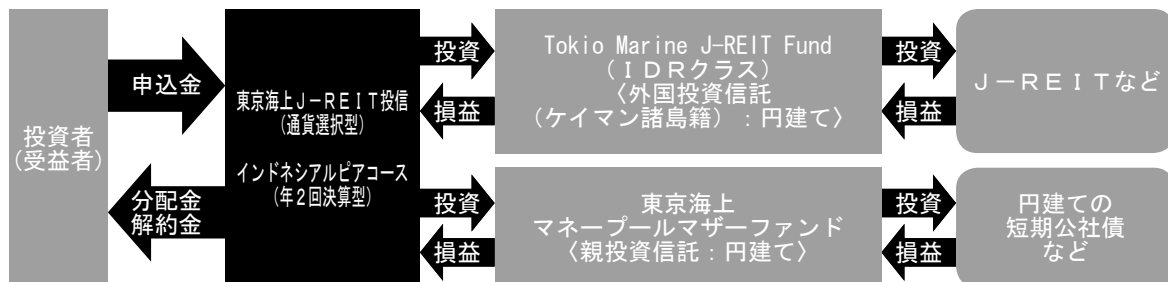 投資者
(受益者)
申込金
分配金
解約金
東京海上J-REIT投信
(通貨選択型)
インドネシアルピアコース
(年2回決算型)
投資
損益
Tokio Marine J-REIT Fund
(IDRクラス)
〈外国投資信託
(ケイマン諸島籍):円建て〉
投資
損益
J-REITなど
投資
損益
東京海上
マネープールマザーファンド
〈親投資信託:円建て〉
投資
損益
円建ての
短期公社債
など